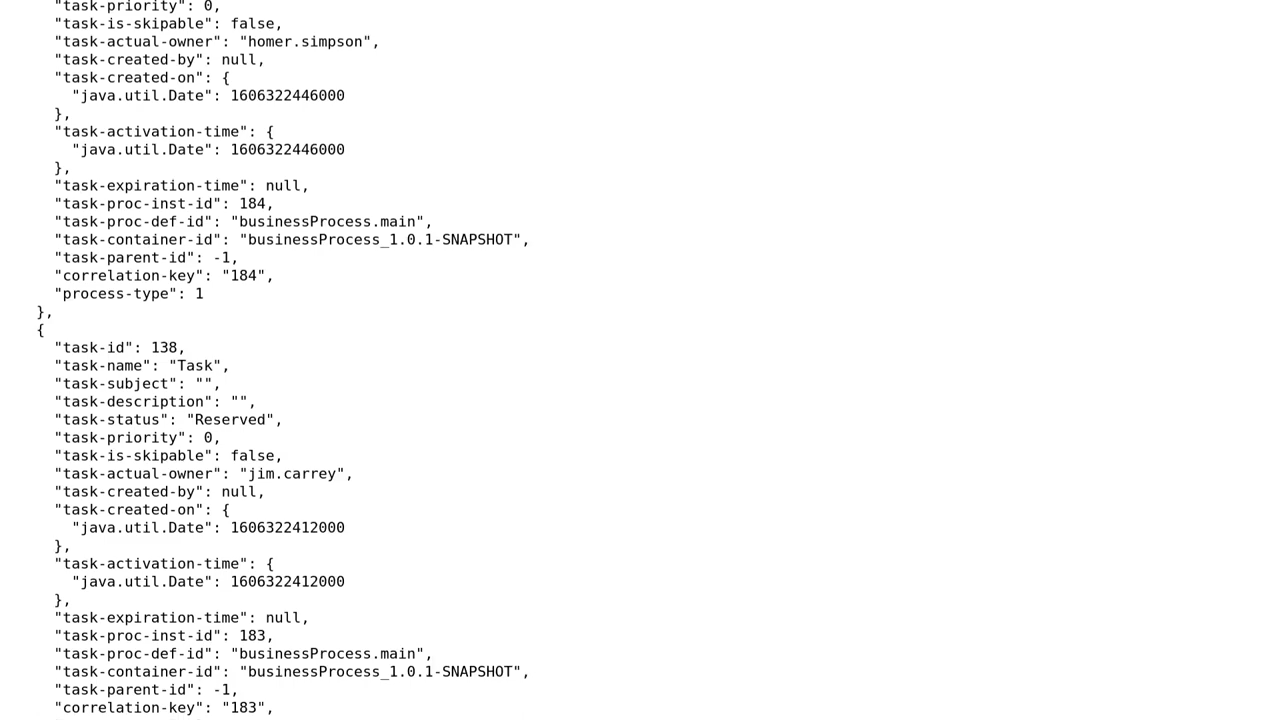 "task-priority": 0,
"task-is-skipable": false,
"task-actual-owner": "homer.simpson",
"task-created-by": null,
"task-created-on": {
"java.util.Date": 1606322446000
},
"task-activation-time": {
"java.util.Date": 1606322446000
},
"task-expiration-time": null,
"task-proc-inst-id": 184,
"task-proc-def-id": "businessProcess.main",
"task-container-id": "businessProcess_1.0.1-SNAPSHOT",
"task-parent-id": -1,
"correlation-key": "184",
"process-type": 1
},
{
"task-id": 138,
"task-name": "Task",
"task-subject": "",
"task-description": "",
"task-status": "Reserved",
"task-priority": 0,
"task-is-skipable": false,
"task-actual-owner": "jim.carrey",
"task-created-by": null,
"task-created-on": {
"java.util.Date": 1606322412000
},
"task-activation-time": {
"java.util.Date": 1606322412000
},
"task-expiration-time": null,
"task-proc-inst-id": 183,
"task-proc-def-id": "businessProcess.main",
"task-container-id": "businessProcess_1.0.1-SNAPSHOT",
"task-parent-id": -1,
"correlation-key": "183",